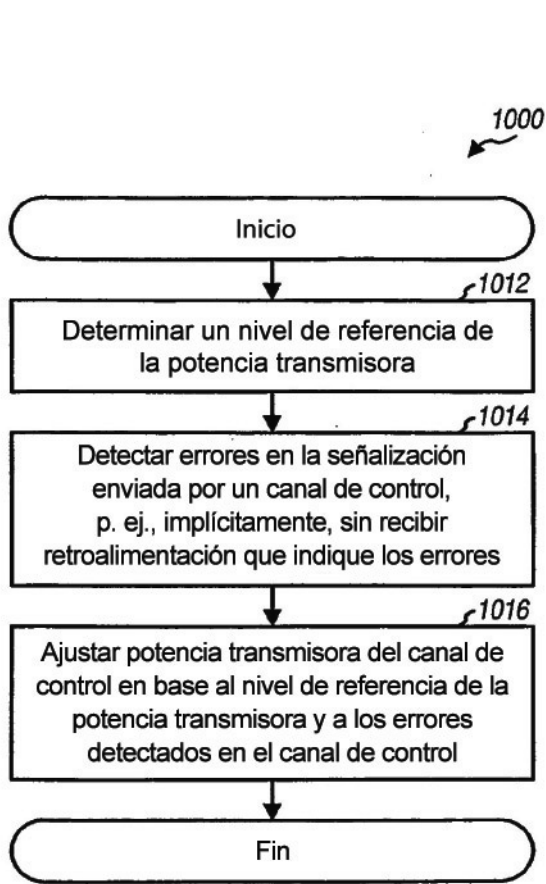 1000
Inicio
1012
Determinar un nivel de referencia de
la potencia transmisora
1014
Detectar errores en la señalización
enviada por un canal de control,
p. ej., implícitamente, sin recibir
retroalimentación que indique los errores
1016
Ajustar potencia transmisora del canal de
control en base al nivel de referencia de la
potencia transmisora y a los errores
detectados en el canal de control
Fin